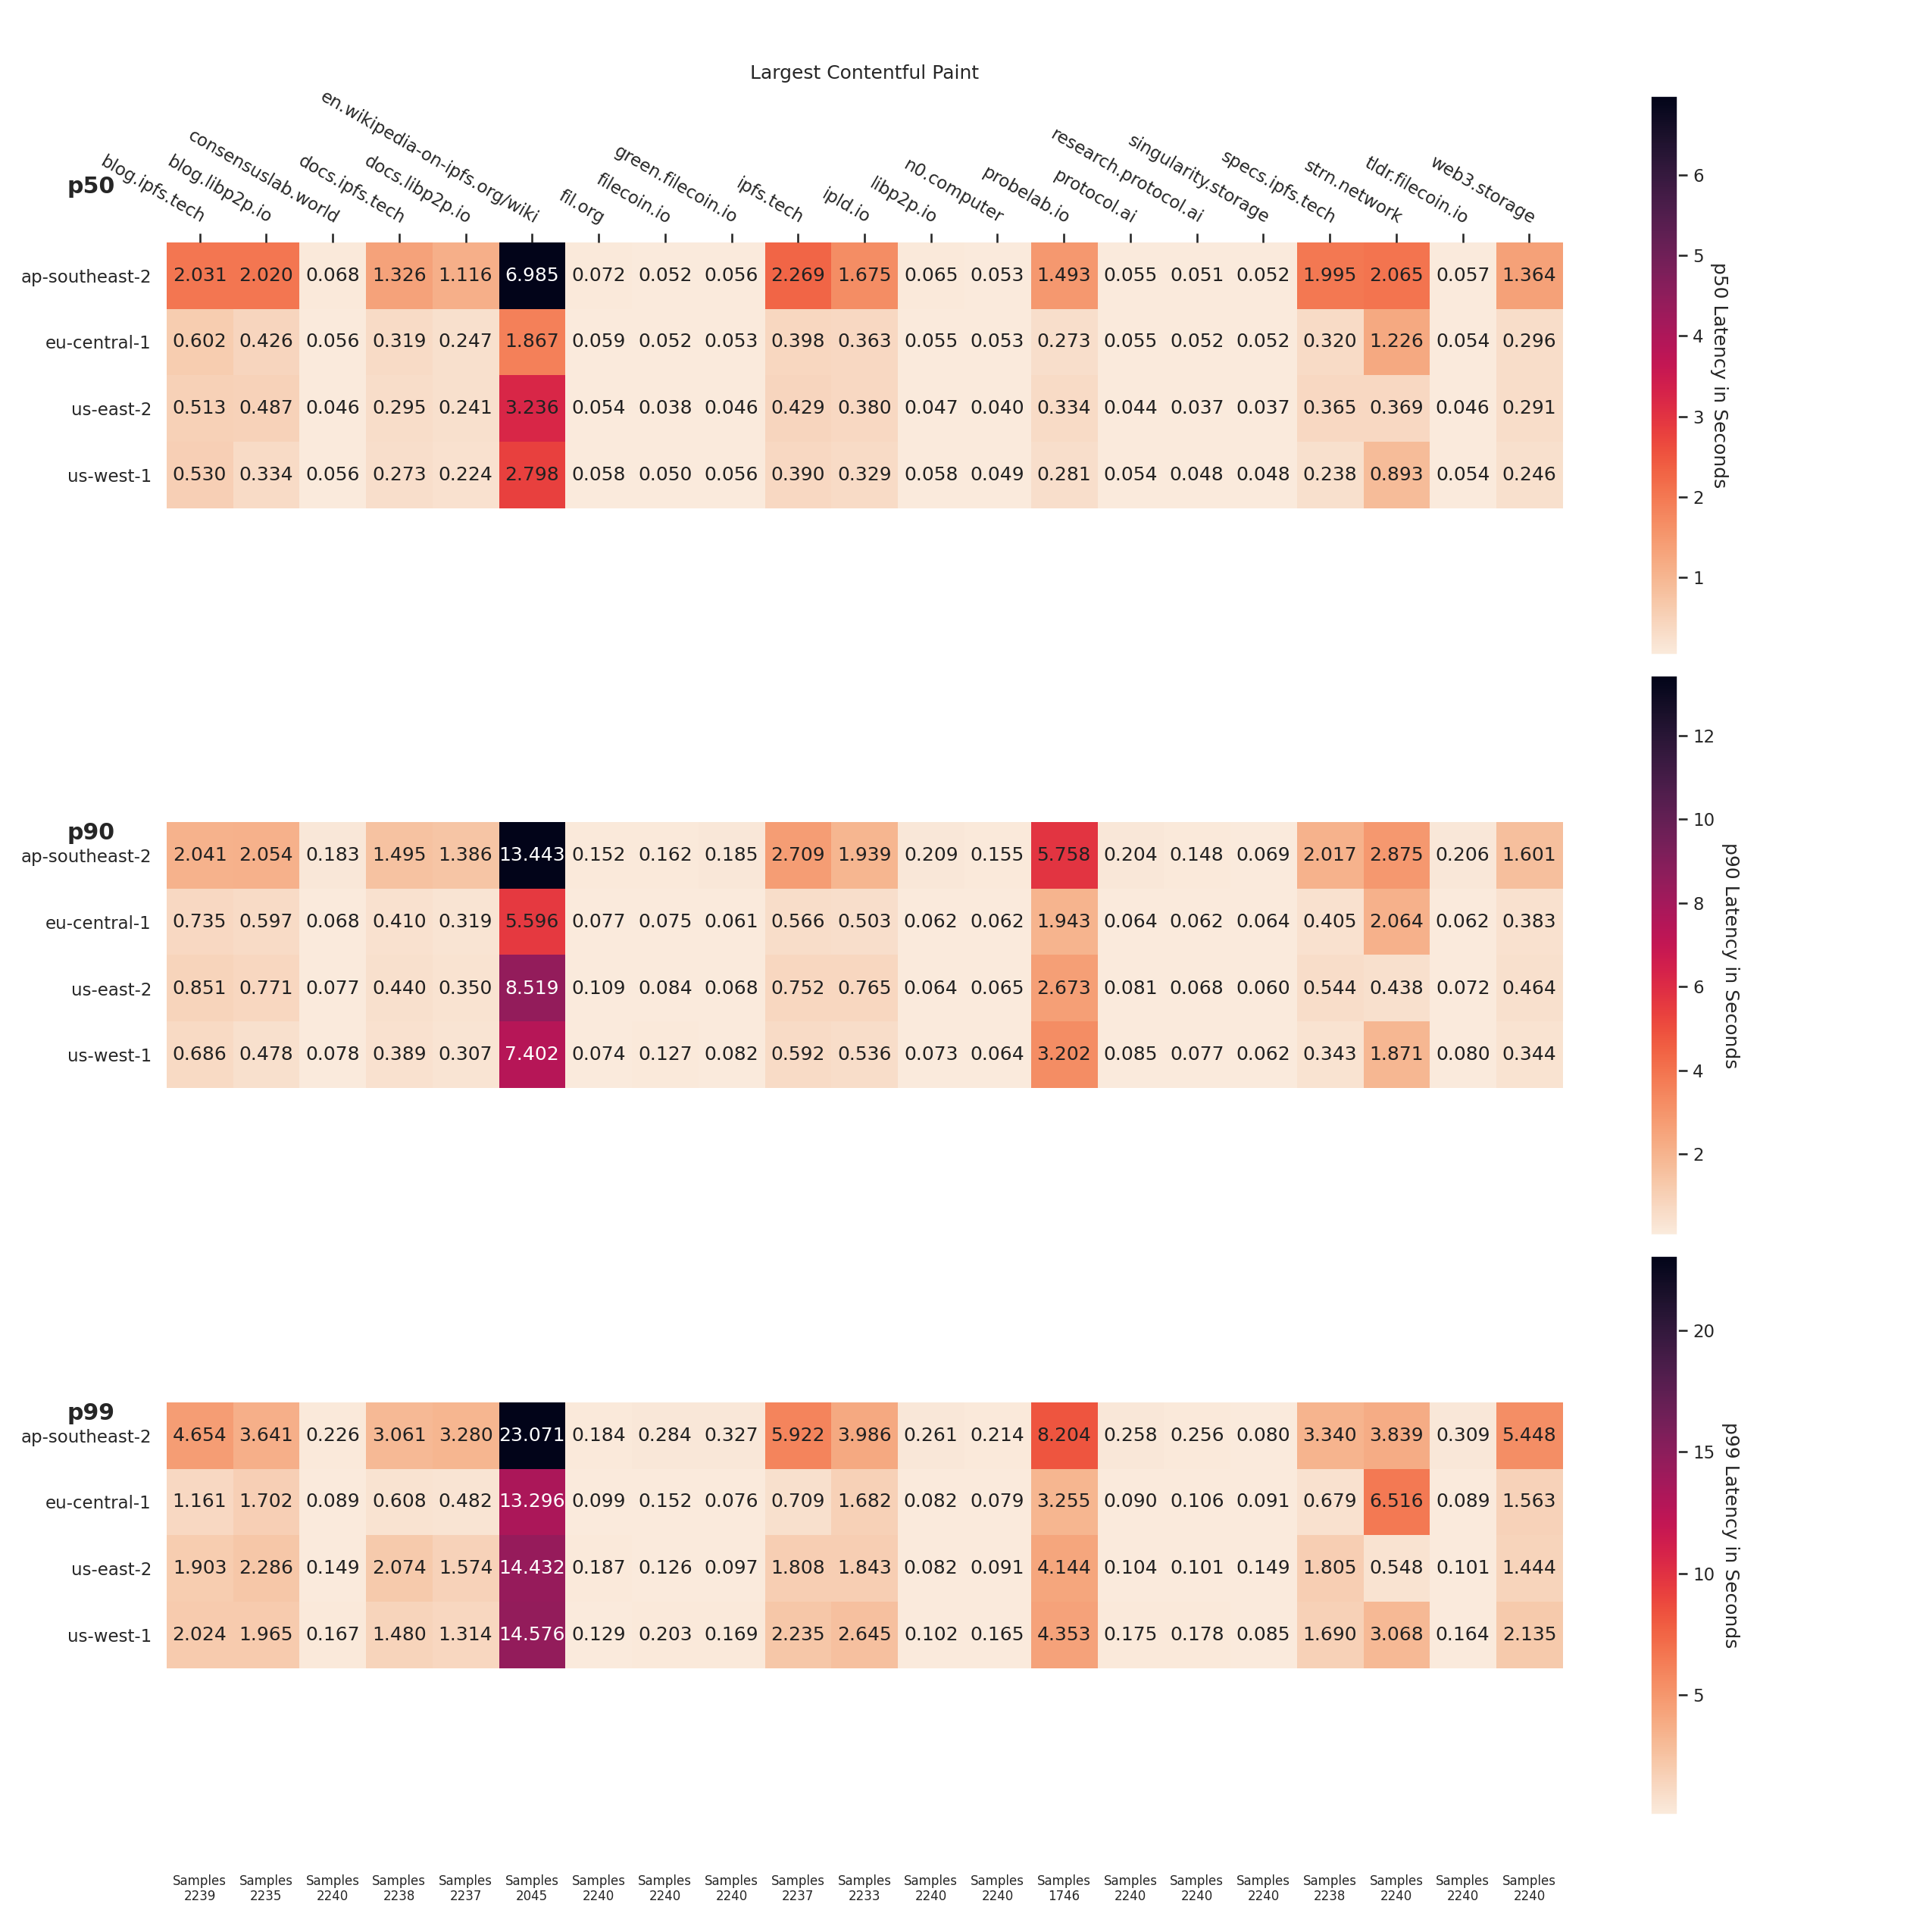 Largest Contentful Paint
blog.ipfs.tech
blog.libp2p.io
consensuslab.world
docs.ipfs.tech
docs.libp2p.io
en.wikipedia-on-ipfs.org/wiki
fil.org
filecoin.io
green.filecoin.io
ipfs.tech
ipld.io
libp2p.io
n0.computer
probelab.io
protocol.ai
research.protocol.ai
singularity.storage
specs.ipfs.tech
strn.network
tldr.filecoin.io
web3.storage
p50
ap-southeast-2 2.031 2.020 0.068 1.326 1.116 6.985 0.072 0.052 0.056 2.269 1.675 0.065 0.053 1.493 0.055 0.051 0.052 1.995 2.065 0.057 1.364
eu-central-1 0.602 0.426 0.056 0.319 0.247 1.867 0.059 0.052 0.053 0.398 0.363 0.055 0.053 0.273 0.055 0.052 0.052 0.320 1.226 0.054 0.296
us-east-2 0.513 0.487 0.046 0.295 0.241 3.236 0.054 0.038 0.046 0.429 0.380 0.047 0.040 0.334 0.044 0.037 0.037 0.365 0.369 0.046 0.291
us-west-1 0.530 0.334 0.056 0.273 0.224 2.798 0.058 0.050 0.056 0.390 0.329 0.058 0.049 0.281 0.054 0.048 0.048 0.238 0.893 0.054 0.246
6
5
4
3
2
1
p50 Latency in Seconds
p90
ap-southeast-2 2.041 2.054 0.183 1.495 1.386 13.443 0.152 0.162 0.185 2.709 1.939 0.209 0.155 5.758 0.204 0.148 0.069 2.017 2.875 0.206 1.601
eu-central-1 0.735 0.597 0.068 0.410 0.319 5.596 0.077 0.075 0.061 0.566 0.503 0.062 0.062 1.943 0.064 0.062 0.064 0.405 2.064 0.062 0.383
us-east-2 0.851 0.771 0.077 0.440 0.350 8.519 0.109 0.084 0.068 0.752 0.765 0.064 0.065 2.673 0.081 0.068 0.060 0.544 0.438 0.072 0.464
us-west-1 0.686 0.478 0.078 0.389 0.307 7.402 0.074 0.127 0.082 0.592 0.536 0.073 0.064 3.202 0.085 0.077 0.062 0.343 1.871 0.080 0.344
12
10
8
6
4
2
p90 Latency in Seconds
p99
ap-southeast-2 4.654 3.641 0.226 3.061 3.280 23.071 0.184 0.284 0.327 5.922 3.986 0.261 0.214 8.204 0.258 0.256 0.080 3.340 3.839 0.309 5.448
eu-central-1 1.161 1.702 0.089 0.608 0.482 13.296 0.099 0.152 0.076 0.709 1.682 0.082 0.079 3.255 0.090 0.106 0.091 0.679 6.516 0.089 1.563
us-east-2 1.903 2.286 0.149 2.074 1.574 14.432 0.187 0.126 0.097 1.808 1.843 0.082 0.091 4.144 0.104 0.101 0.149 1.805 0.548 0.101 1.444
us-west-1 2.024 1.965 0.167 1.480 1.314 14.576 0.129 0.203 0.169 2.235 2.645 0.102 0.165 4.353 0.175 0.178 0.085 1.690 3.068 0.164 2.135
20
15
10
5
p99 Latency in Seconds
Samples Samples Samples Samples Samples Samples Samples Samples Samples Samples Samples Samples Samples Samples Samples Samples Samples Samples Samples Samples Samples
2239 2235 2240 2238 2237 2045 2240 2240 2240 2237 2233 2240 2240 1746 2240 2240 2240 2238 2240 2240 2240